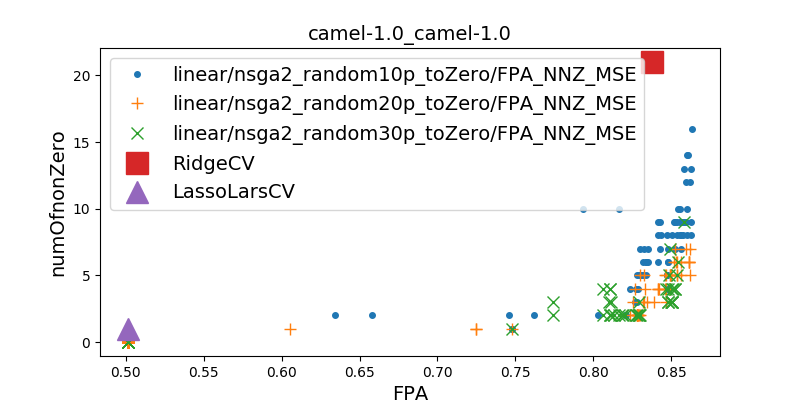 camel-1.0_camel-1.0
linear/nsga2_random10p_toZero/FPA_NNZ_MSE
linear/nsga2_random20p_toZero/FPA_NNZ_MSE
linear/nsga2_random30p_toZero/FPA_NNZ_MSE
RidgeCV
LassoLarsCV
numOfnonZero
20
15
10
5
0
0.50 0.55 0.60 0.65 0.70 0.75 0.80 0.85
FPA